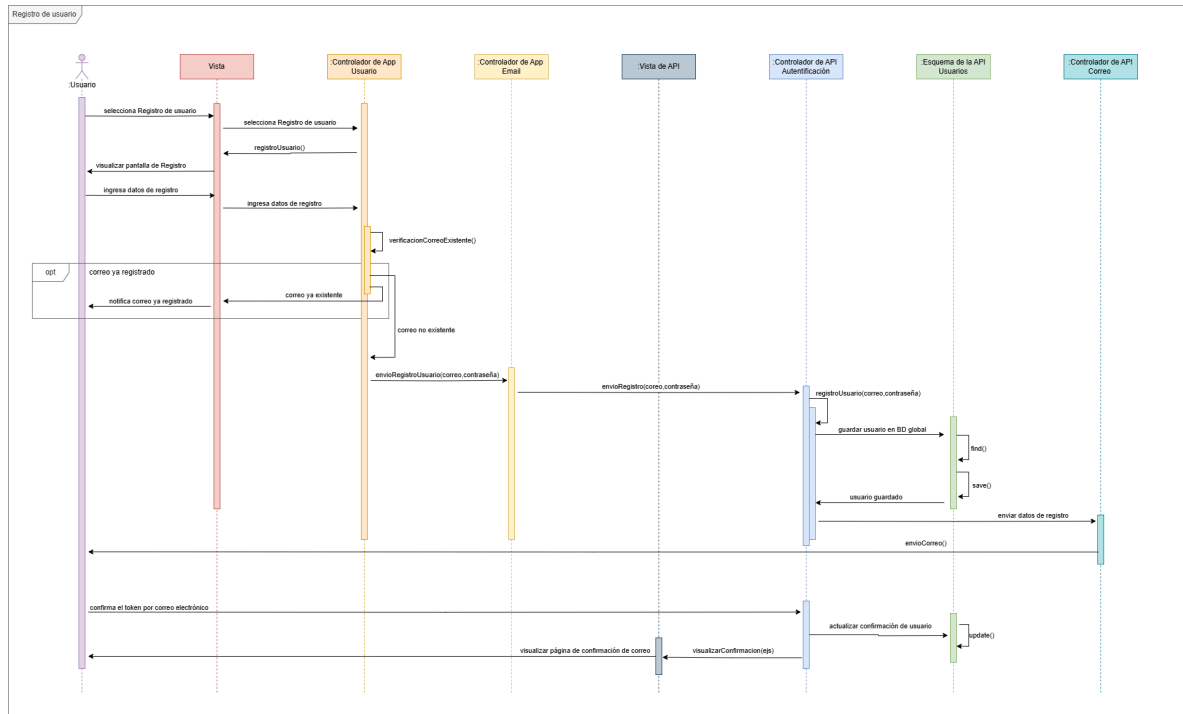 Registro de usuario
:Usuario
Vista
:Controlador de App
Usuario
:Controlador de App
Email
:Vista de API
:Controlador de API
Autentificación
:Esquema de la API
Usuarios
:Controlador de API
Correo
selecciona Registro de usuario
selecciona Registro de usuario
registroUsuario()
visualizar pantalla de Registro
ingresa datos de registro
ingresa datos de registro
verificacionCorreoExistente()
opt
correo ya registrado
correo ya existente
notifica correo ya registrado
correo no existente
envioRegistroUsuario(correo,contraseña)
envioRegistro(coreo,contraseña)
registroUsuario(correo,contraseña)
guardar usuario en BD global
find()
save()
usuario guardado
enviar datos de registro
envioCorreo()
confirma el token por correo electrónico
actualizar confirmación de usuario
update()
visualizar página de confirmación de correo
visualizarConfirmacion(ejs)